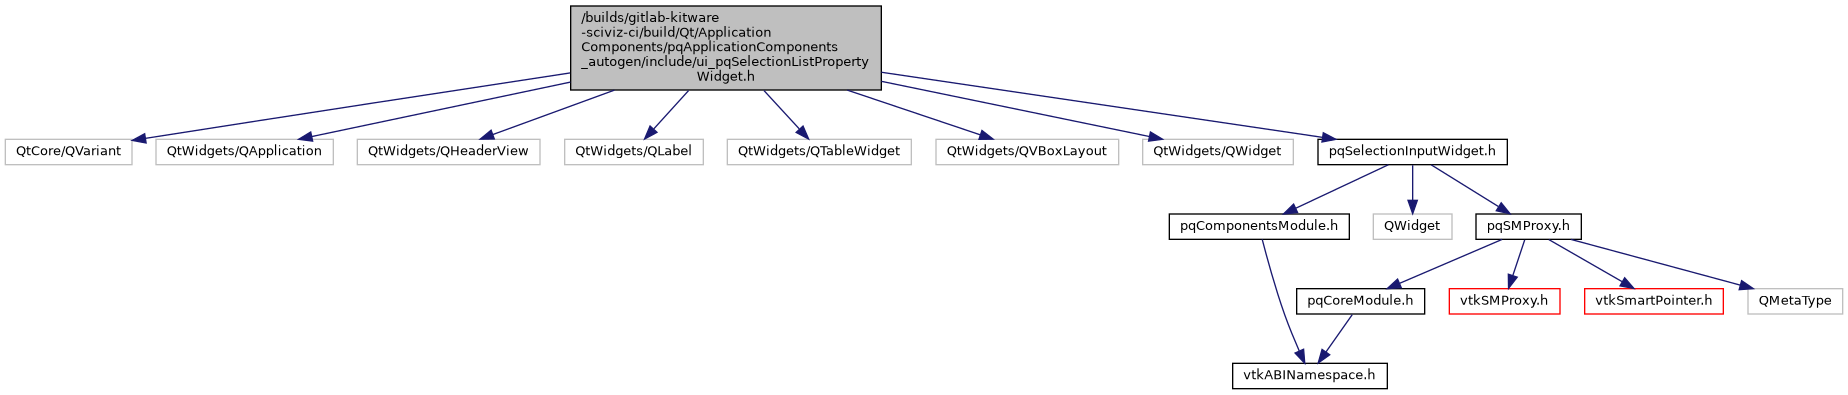 /builds/gitlab-kitware
-sciviz-ci/build/Qt/Application
Components/pqApplicationComponents
_autogen/include/ui_pqSelectionListProperty
Widget.h
QtCore/QVariant
QtWidgets/QApplication
QtWidgets/QHeaderView
QtWidgets/QLabel
QtWidgets/QTableWidget
QtWidgets/QVBoxLayout
QtWidgets/QWidget
pqSelectionInputWidget.h
pqComponentsModule.h
QWidget
pqSMProxy.h
pqCoreModule.h
vtkSMProxy.h
vtkSmartPointer.h
QMetaType
vtkABINamespace.h